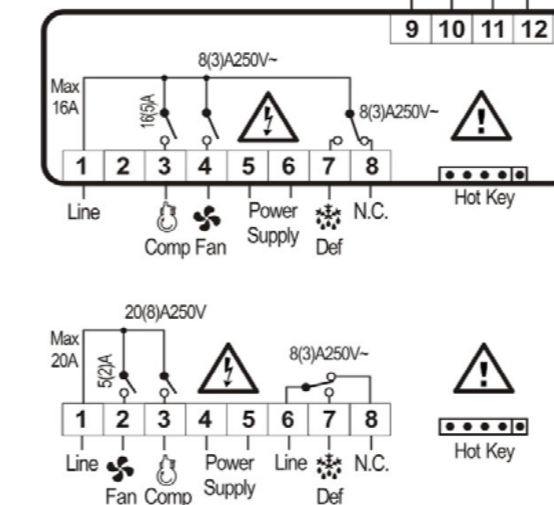 9 10 11 12
8(3)A250V~
Max
16A
16(5)A
8(3)A250V~
1 2 3 4 5 6 7 8
Line
Comp Fan
Power
Supply
Def
N.C.
Hot Key
20(8)A250V
Max
20A
5(2)A
8(3)A250V~
1 2 3 4 5 6 7 8
Line
Fan Comp
Power
Supply
Line
Def
N.C.
Hot Key